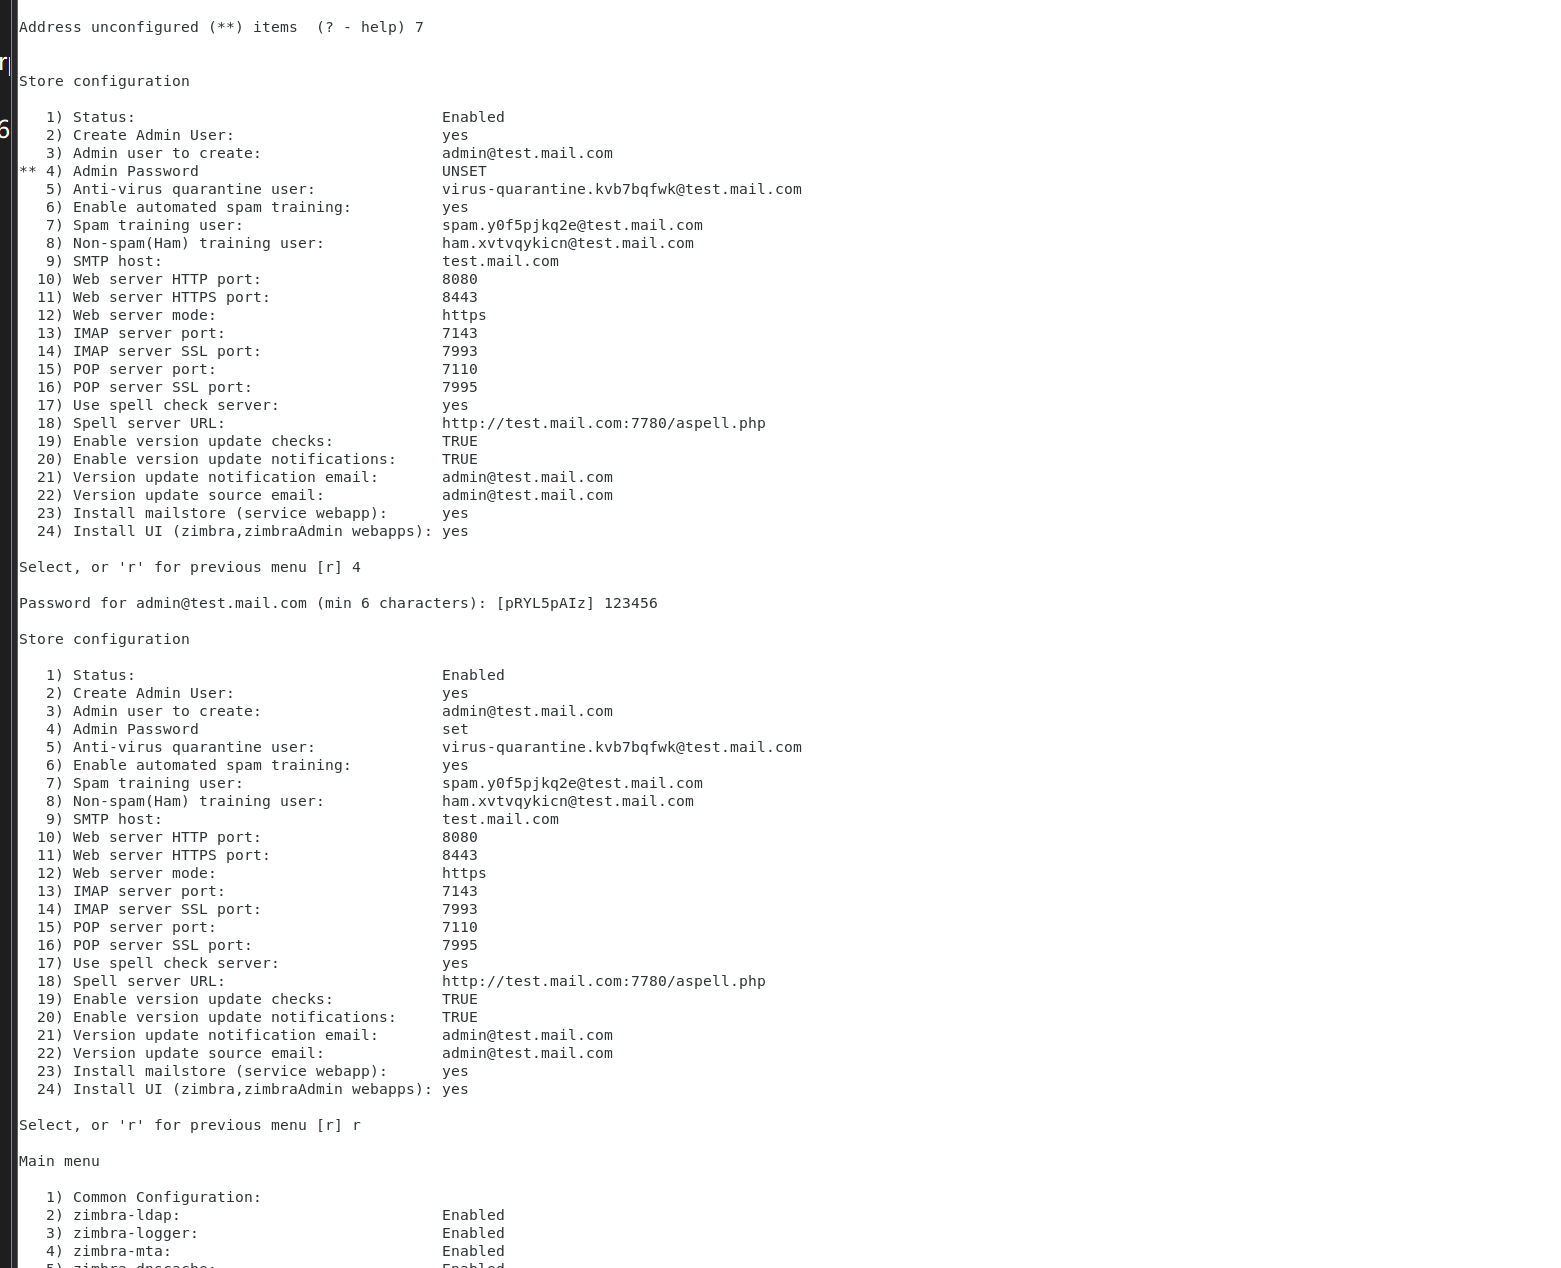 Address unconfigured (**) items  (? - help) 7
Store configuration
1) Status: Enabled
2) Create Admin User: yes
3) Admin user to create: admin@test.mail.com
** 4) Admin Password UNSET
5) Anti-virus quarantine user: virus-quarantine.kvb7bqfwk@test.mail.com
6) Enable automated spam training: yes
7) Spam training user: spam.y0f5pjkq2e@test.mail.com
8) Non-spam(Ham) training user: ham.xvtvqykicn@test.mail.com
9) SMTP host: test.mail.com
10) Web server HTTP port: 8080
11) Web server HTTPS port: 8443
12) Web server mode: https
13) IMAP server port: 7143
14) IMAP server SSL port: 7993
15) POP server port: 7110
16) POP server SSL port: 7995
17) Use spell check server: yes
18) Spell server URL: http://test.mail.com:7780/aspell.php
19) Enable version update checks: TRUE
20) Enable version update notifications: TRUE
21) Version update notification email: admin@test.mail.com
22) Version update source email: admin@test.mail.com
23) Install mailstore (service webapp): yes
24) Install UI (zimbra,zimbraAdmin webapps): yes
Select, or 'r' for previous menu [r] 4
Password for admin@test.mail.com (min 6 characters): [pRYL5pAIz] 123456
Store configuration
1) Status: Enabled
2) Create Admin User: yes
3) Admin user to create: admin@test.mail.com
4) Admin Password set
5) Anti-virus quarantine user: virus-quarantine.kvb7bqfwk@test.mail.com
6) Enable automated spam training: yes
7) Spam training user: spam.y0f5pjkq2e@test.mail.com
8) Non-spam(Ham) training user: ham.xvtvqykicn@test.mail.com
9) SMTP host: test.mail.com
10) Web server HTTP port: 8080
11) Web server HTTPS port: 8443
12) Web server mode: https
13) IMAP server port: 7143
14) IMAP server SSL port: 7993
15) POP server port: 7110
16) POP server SSL port: 7995
17) Use spell check server: yes
18) Spell server URL: http://test.mail.com:7780/aspell.php
19) Enable version update checks: TRUE
20) Enable version update notifications: TRUE
21) Version update notification email: admin@test.mail.com
22) Version update source email: admin@test.mail.com
23) Install mailstore (service webapp): yes
24) Install UI (zimbra,zimbraAdmin webapps): yes
Select, or 'r' for previous menu [r] r
Main menu
1) Common Configuration:
2) zimbra-ldap: Enabled
3) zimbra-logger: Enabled
4) zimbra-mta: Enabled
5) zimbra-dnscache: Enabled